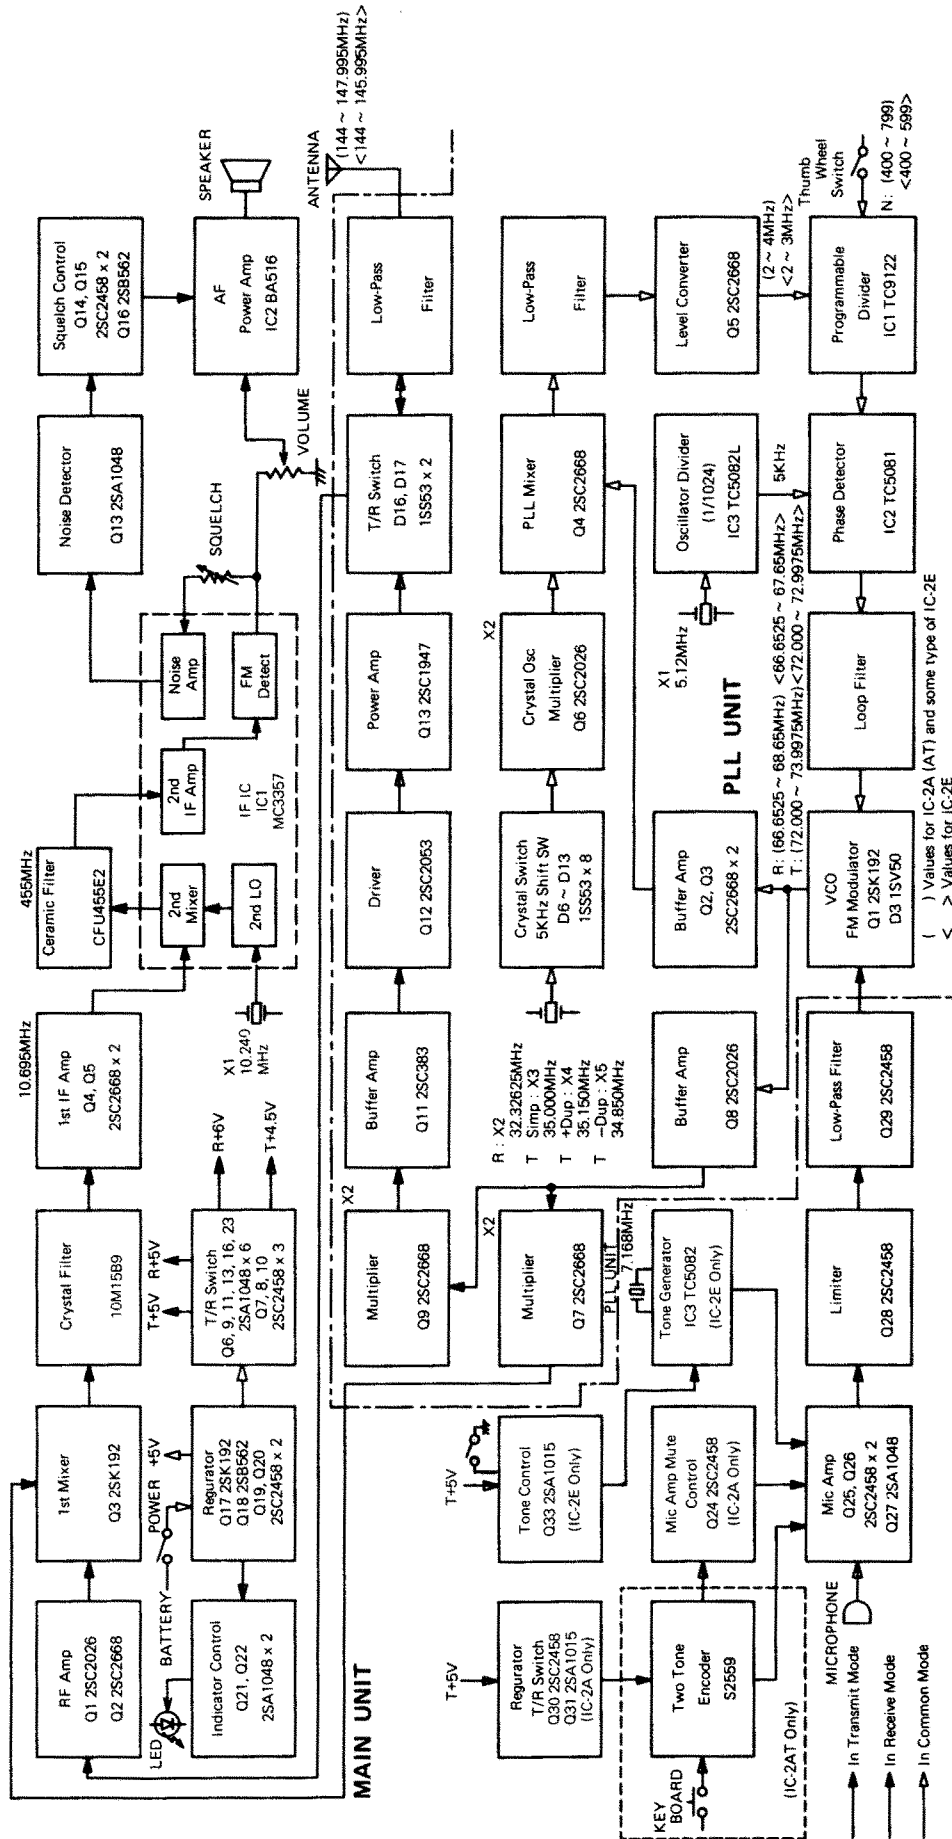 RF Amp
Q1 2SC2026
Q2 2SC2668
1st Mixer
Q3 2SK192
Crystal Filter
10M15B9
10.695MHz
1st IF Amp
Q4, Q5
2SC2668 x 2
455MHz
Ceramic Filter
CFU455E2
2nd
Mixer
2nd LO
2nd
IF Amp
IF IC
IC1
MC3357
Noise
Amp
FM
Detect
X1
10.240
MHz
SQUELCH
VOLUME
Noise Detector
Q13 2SA1048
Squelch Control
Q14, Q15
2SC2458 x 2
Q16 2SB562
AF
Power Amp
IC2 BA516
SPEAKER
LED
BATTERY
POWER
+5V
T+5V
R+5V
R+6V
T+4.5V
Indicator Control
Q21, Q22
2SA1048 x 2
Regurator
Q17 2SK192
Q18 2SB562
Q19, Q20
2SC2458 x 2
T/R Switch
Q6, 9, 11, 13, 16, 23
2SA1048 x 6
Q7, 8, 10
2SC2458 x 3
MAIN UNIT
X2
Multiplier
Q9 2SC2668
Buffer Amp
Q11 2SC383
Driver
Q12 2SC2053
Power Amp
Q13 2SC1947
T/R Switch
D16, D17
1SS53 x 2
Low-Pass
Filter
ANTENNA
(144 ~ 147.995MHz)
<144 ~ 145.995MHz>
X2
Multiplier
Q7 2SC2668
PLL UNIT
R : X2
32.32625MHz
T Simp : X3
35.000MHz
T +Dup : X4
35.150MHz
T −Dup : X5
34.850MHz
Crystal Switch
5KHz Shift SW
D6 ~ D13
1SS53 x 8
X2
Crystal Osc
Multiplier
Q6 2SC2026
PLL Mixer
Q4 2SC2668
Low-Pass
Filter
T+5V
Regurator
T/R Switch
Q30 2SC2458
Q31 2SA1015
(IC-2A Only)
T+5V
Tone Control
Q33 2SA1015
(IC-2E Only)
7.168MHz
Tone Generator
IC3 TC5082
(IC-2E Only)
Buffer Amp
Q8 2SC2026
Buffer Amp
Q2, Q3
2SC2668 x 2
PLL UNIT
X1
5.12MHz
Oscillator Divider
(1/1024)
IC3 TC5082L
5KHz
Level Converter
Q5 2SC2668
(2 ~ 4MHz)
<2 ~ 3MHz>
KEY
BOARD
Two Tone
Encoder
S2559
(IC-2AT Only)
Mic Amp Mute
Control
Q24 2SC2458
(IC-2A Only)
R: (66.6525 ~ 68.65MHz) <66.6525 ~ 67.65MHz>
T: (72.000 ~ 73.9975MHz) <72.000 ~ 72.9975MHz>
Thumb
Wheel
Switch
N: (400 ~ 799)
<400 ~ 599>
MICROPHONE
Mic Amp
Q25, Q26
2SC2458 x 2
Q27 2SA1048
Limiter
Q28 2SC2458
Low-Pass Filter
Q29 2SC2458
VCO
FM Modulator
Q1 2SK192
D3 1SV50
Loop Filter
Phase Detector
IC2 TC5081
Programmable
Divider
IC1 TC9122
In Transmit Mode
In Receive Mode
In Common Mode
( ) Values for IC-2A (AT) and some type of IC-2E
< > Values for IC-2E